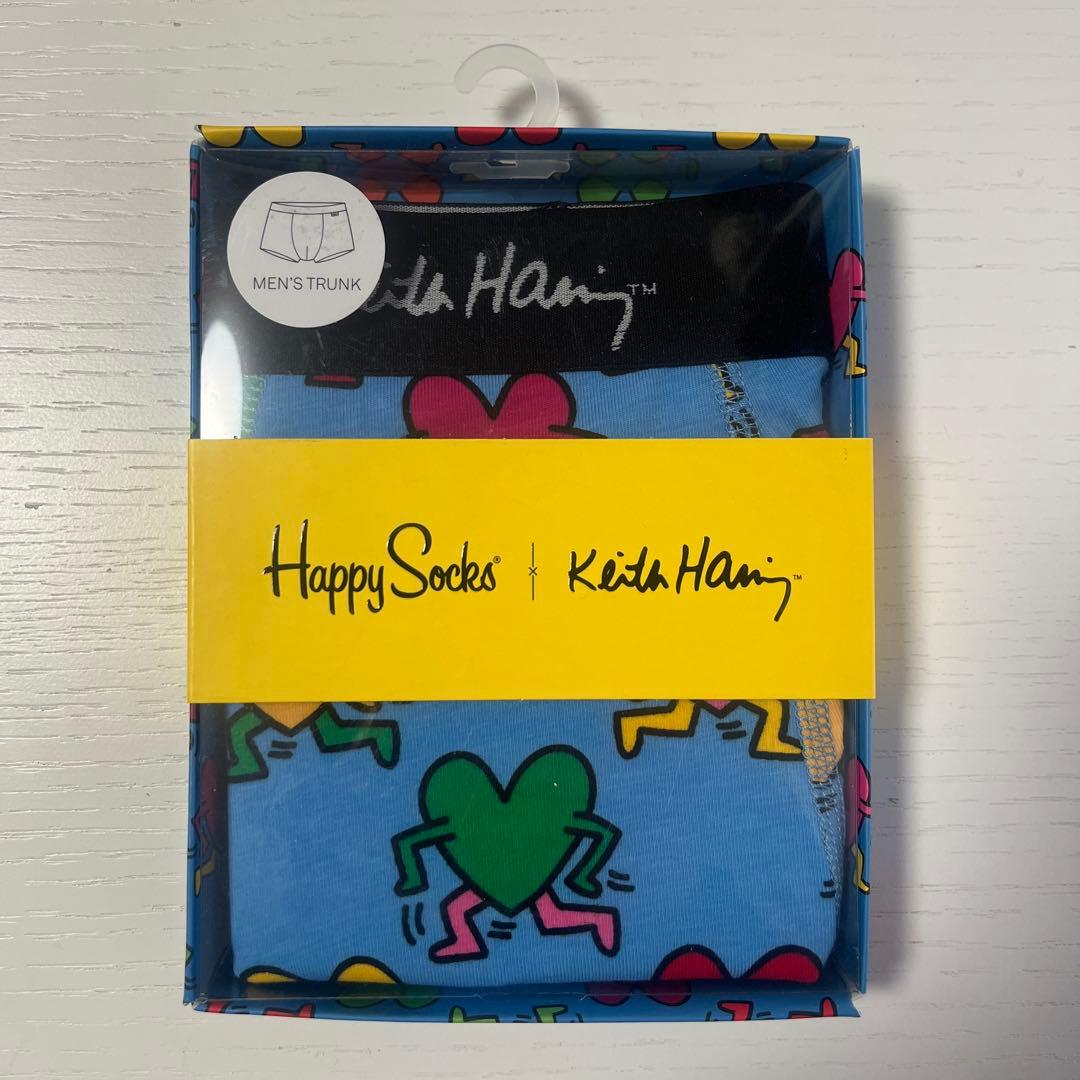 MEN'S TRUNK
Keith Haring™
Happy Socks® × Keith Haring™